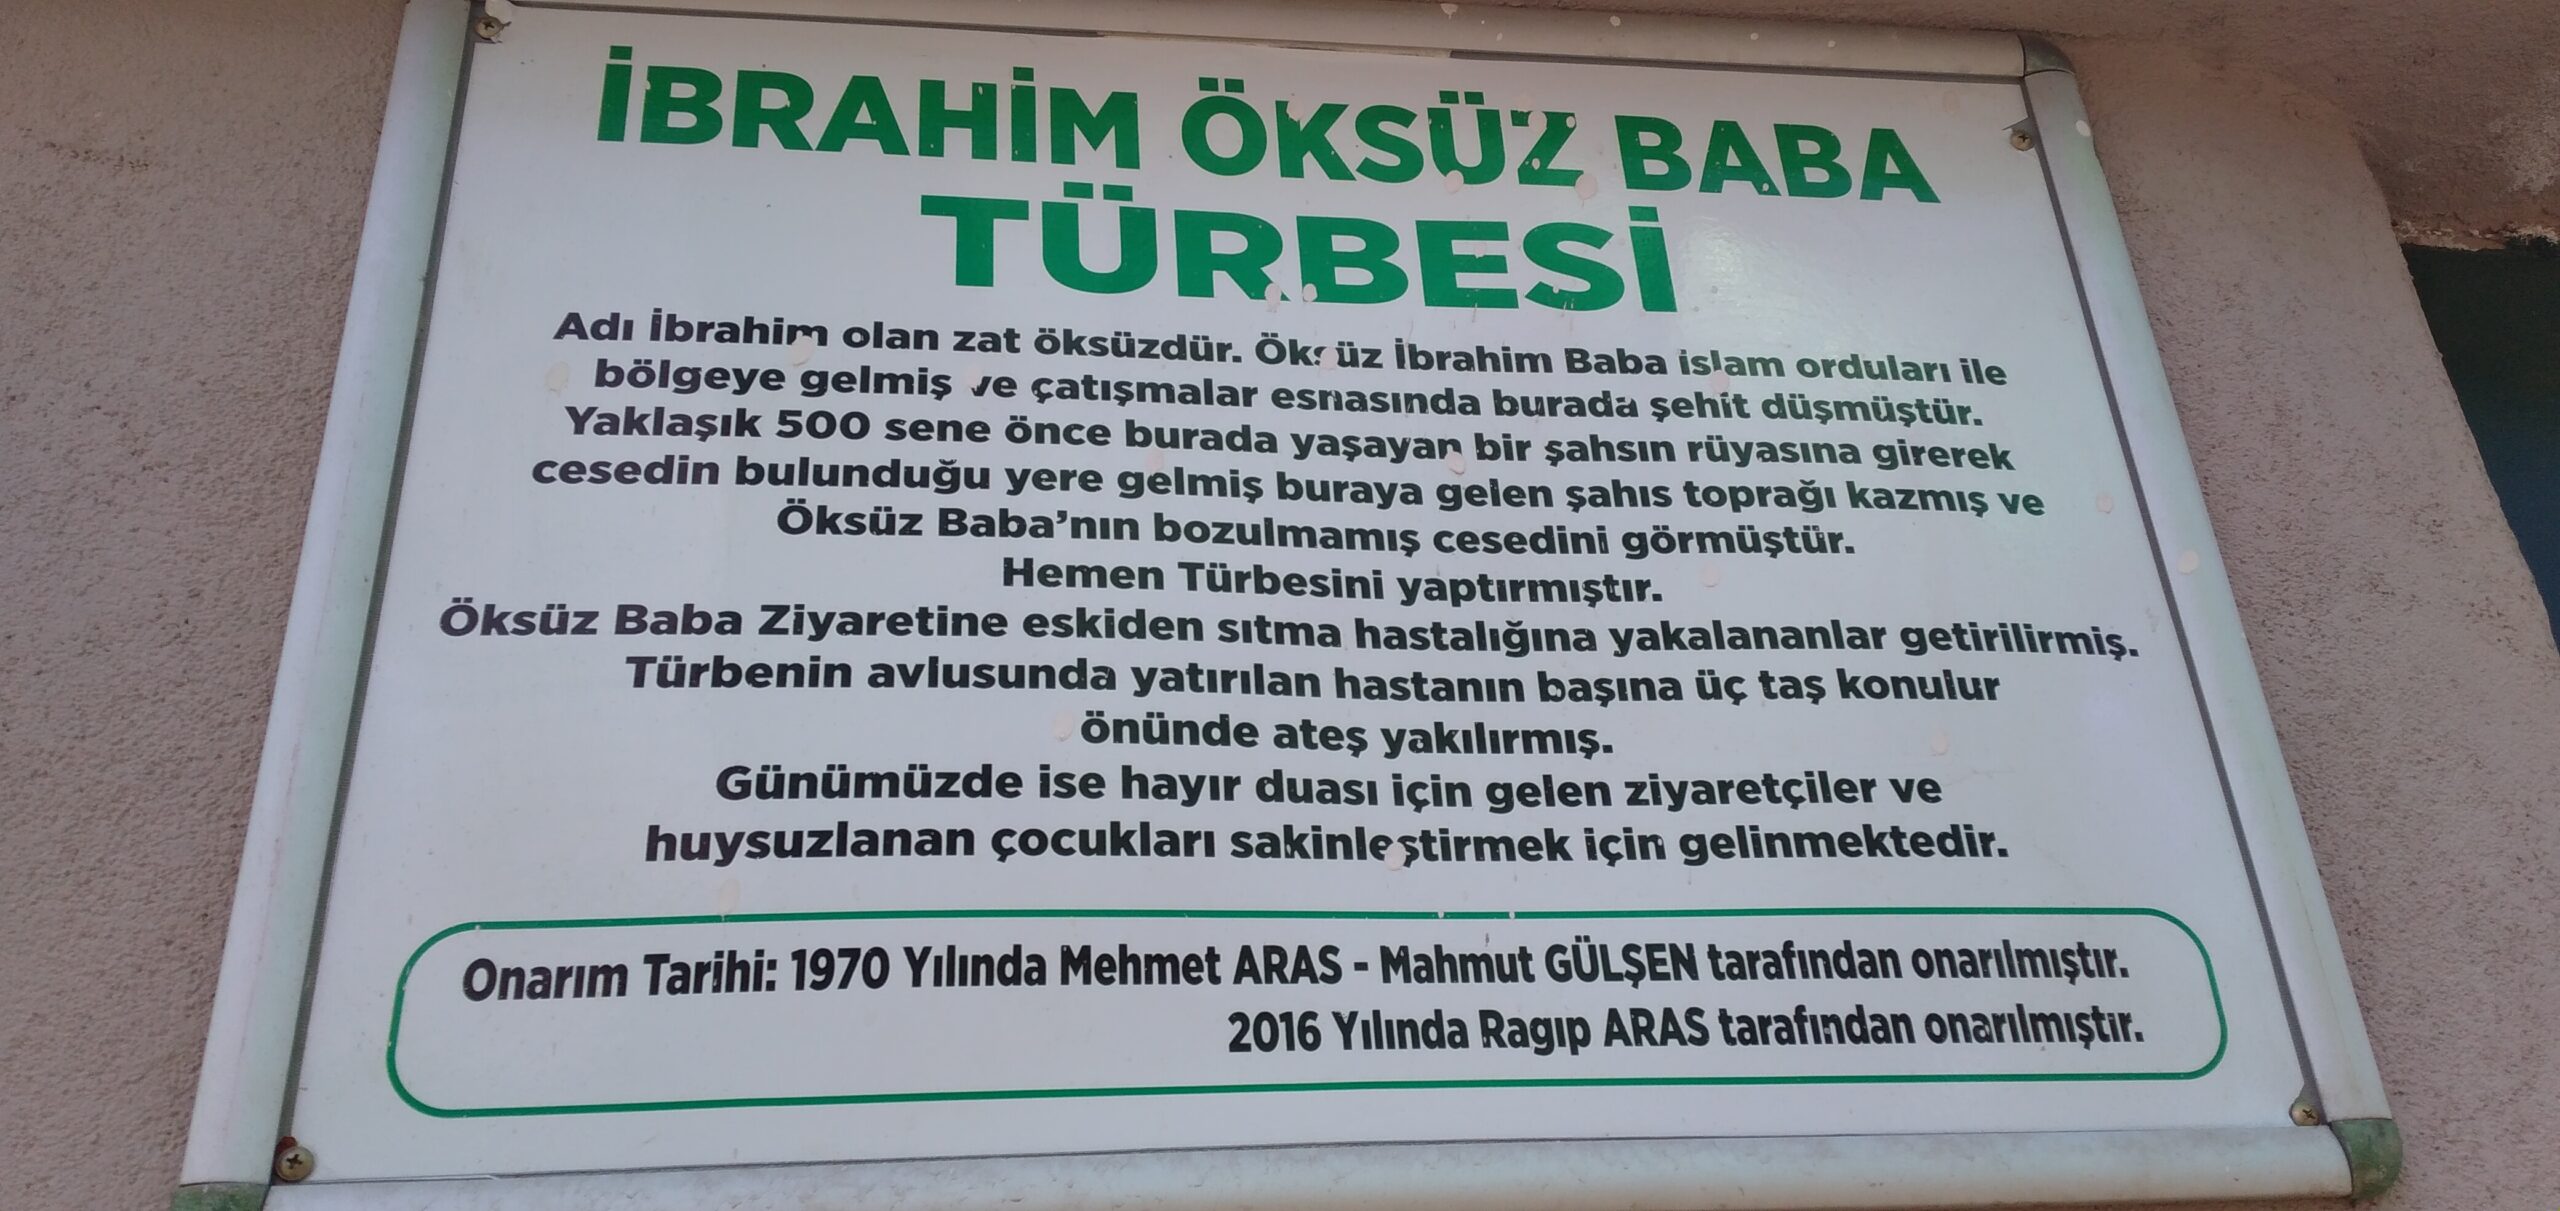 İBRAHİM ÖKSÜZ BABA
TÜRBESİ
Adı İbrahim olan zat öksüzdür. Öksüz İbrahim Baba islam orduları ile
bölgeye gelmiş ve çatışmalar esnasında burada şehit düşmüştür.
Yaklaşık 500 sene önce burada yaşayan bir şahsın rüyasına girerek
cesedin bulunduğu yere gelmiş buraya gelen şahıs toprağı kazmış ve
Öksüz Baba'nın bozulmamış cesedini görmüştür.
Hemen Türbesini yaptırmıştır.
Öksüz Baba Ziyaretine eskiden sıtma hastalığına yakalananlar getirilirmiş.
Türbenin avlusunda yatırılan hastanın başına üç taş konulur
önünde ateş yakılırmış.
Günümüzde ise hayır duası için gelen ziyaretçiler ve
huysuzlanan çocukları sakinleştirmek için gelinmektedir.
Onarım Tarihi: 1970 Yılında Mehmet ARAS - Mahmut GÜLŞEN tarafından onarılmıştır.
2016 Yılında Ragıp ARAS tarafından onarılmıştır.